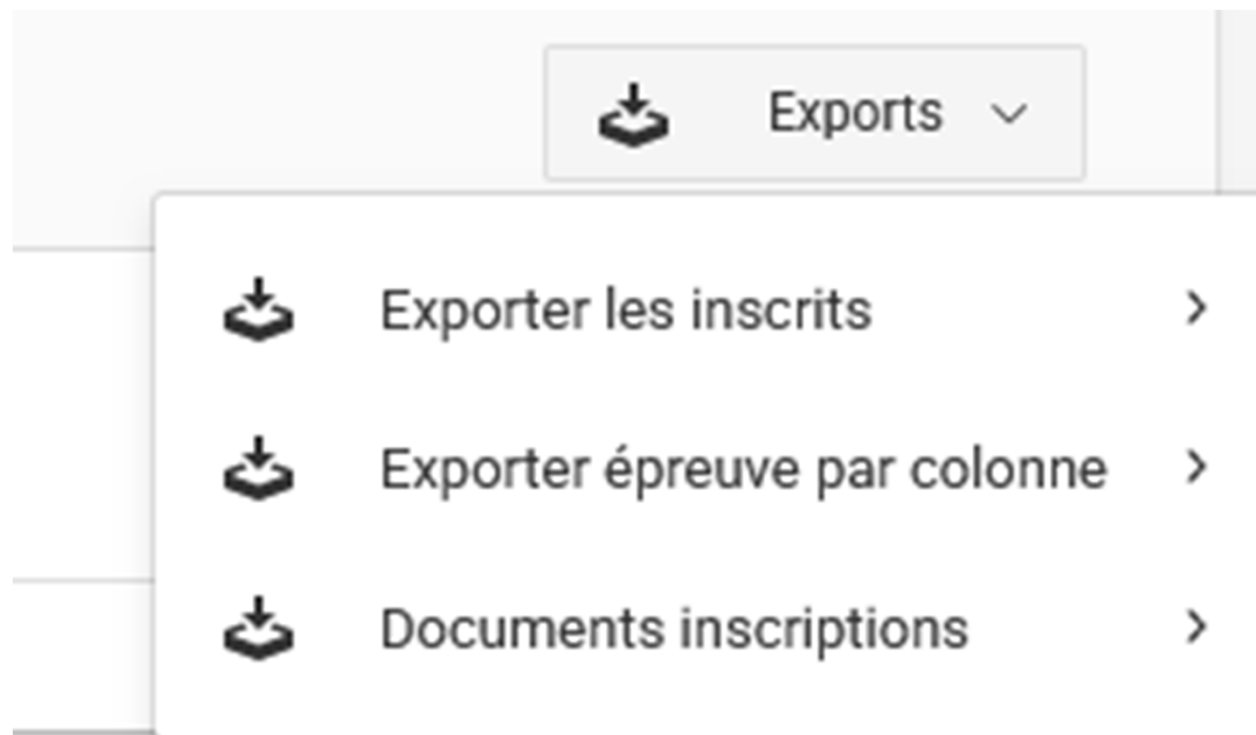 Exports
Exporter les inscrits
Exporter épreuve par colonne
Documents inscriptions